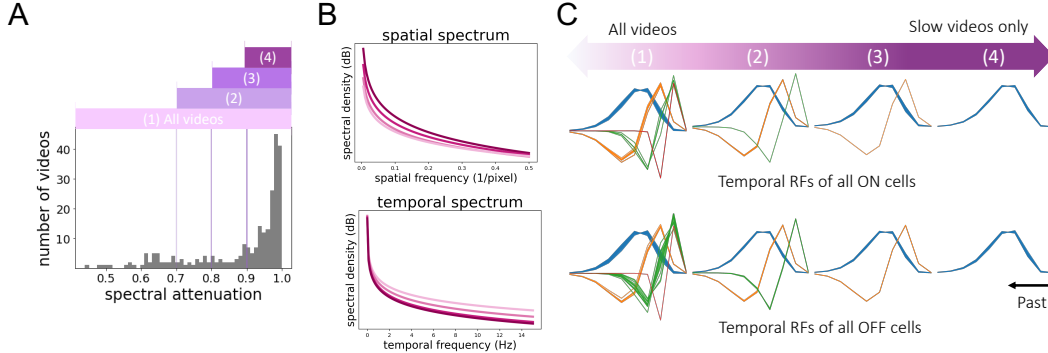 A
(4)
(3)
(2)
(1) All videos
number of videos
40
30
20
10
0.5
0.6
0.7
0.8
0.9
1.0
spectral attenuation
B
spatial spectrum
spectral density (dB)
0.0
0.1
0.2
0.3
0.4
0.5
spatial frequency (1/pixel)
temporal spectrum
spectral density (dB)
0
2
4
6
8
10
12
14
temporal frequency (Hz)
C
All videos
Slow videos only
(1)
(2)
(3)
(4)
Temporal RFs of all ON cells
Temporal RFs of all OFF cells
Past